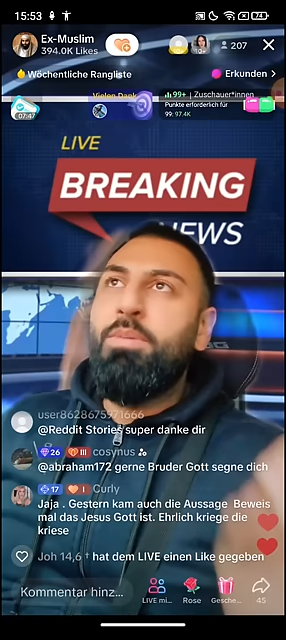 15:53
74
Ex-Muslim
394.0K Likes
10+
207
Wöchentliche Rangliste
Erkunden >
Vielen Dank
99+ | Zuschauer*innen
Punkte erforderlich für
99: 97.4K
07:47
LIVE
BREAKING
NEWS
user8628675971666
@Reddit Stories super danke dir
26 III cosynus
@abraham172 gerne Bruder Gott segne dich
17 I Curly
Jaja . Gestern kam auch die Aussage Beweis
mal das Jesus Gott ist. Ehrlich kriege die
kriese
Joh 14,6 † hat dem LIVE einen Like gegeben
Kommentar hinz...
LIVE mi...
Rose
Gesche...
45